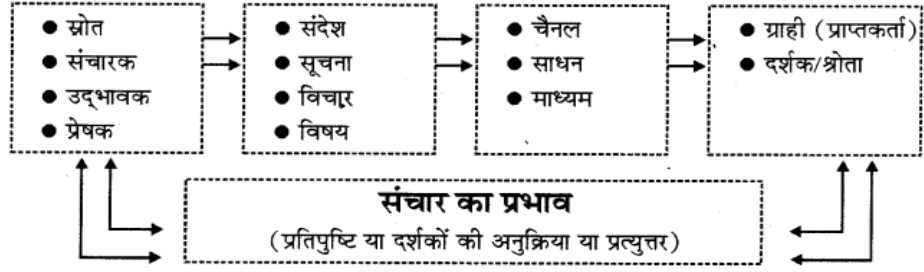 ● स्रोत
● संचारक
● उद्‌भावक
● प्रेषक
● संदेश
● सूचना
● विचार
● विषय
● चैनल
● साधन
● माध्यम
● ग्राही (प्राप्तकर्ता)
● दर्शक/श्रोता
संचार का प्रभाव
(प्रतिपुष्टि या दर्शकों की अनुक्रिया या प्रत्युत्तर)